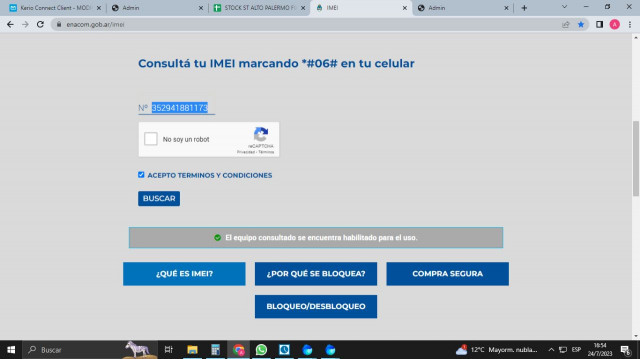 Kario Connect Client - MODI
Admin
STOCK ST ALTO PALERMO P
IMEI
Admin
enacom.gob.ar/imei
A
Consultá tu IMEI marcando *#06# en tu celular
Nº 352941881173
No soy un robot
reCAPTCHA
Privacidad - Términos
ACEPTO TERMINOS Y CONDICIONES
BUSCAR
El equipo consultado se encuentra habilitado para el uso.
¿QUÉ ES IMEI?
¿POR QUÉ SE BLOQUEA?
COMPRA SEGURA
BLOQUEO/DESBLOQUEO
Buscar
12°C Mayorm. nubla...
ESP
16:54
24/7/2023